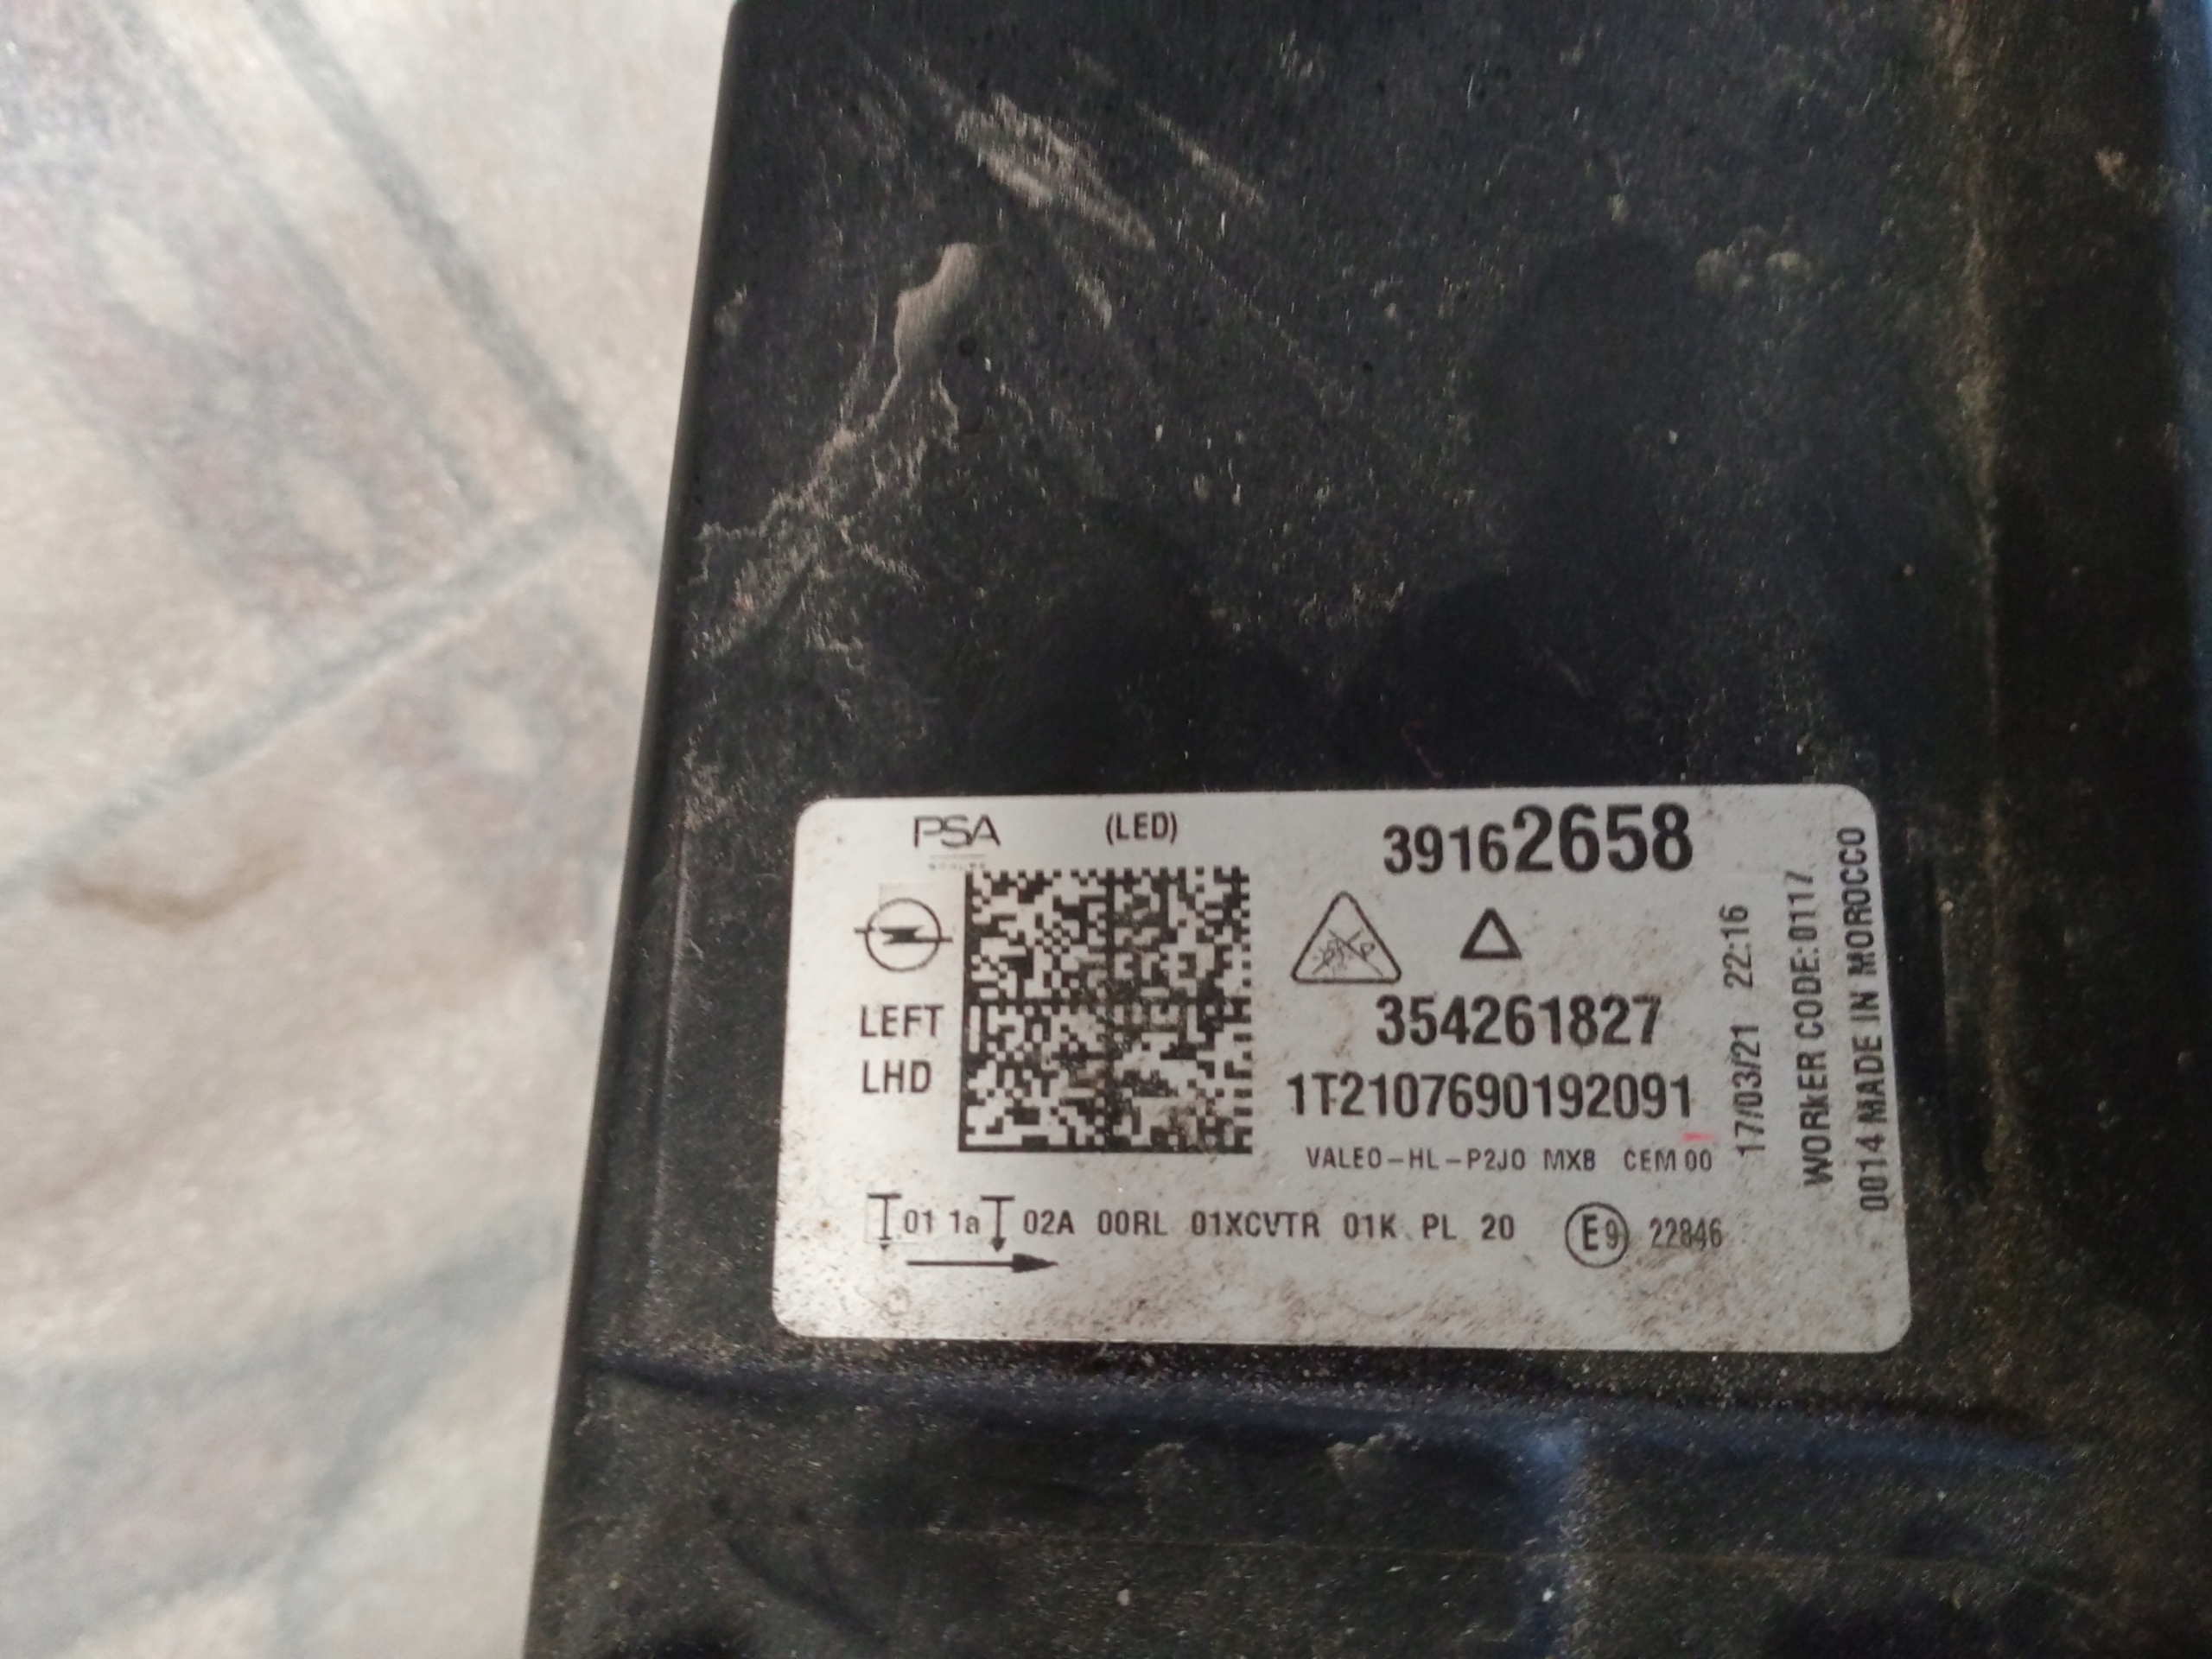 PSA
(LED)
39162658
LEFT
LHD
354261827
1T2107690192091
VALEO-HL-P2JO MXB CEM 00
01 1a 02A 00RL 01XCVTR 01K PL 20 E9 22846
17/03/21 22:16
WORKER CODE:0117
0014 MADE IN MOROCCO